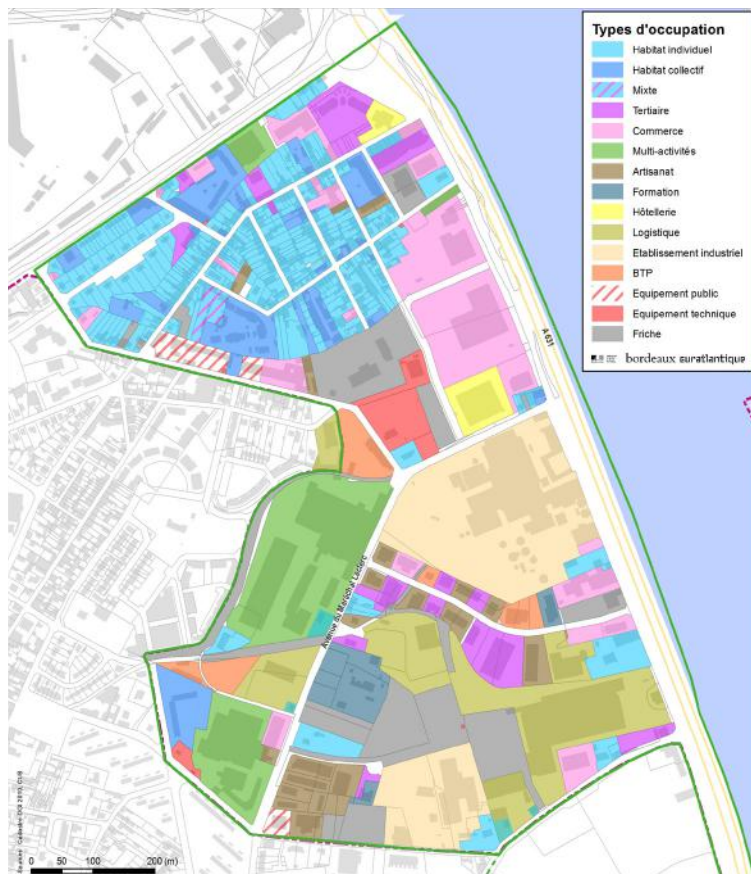 Types d'occupation
Habitat individuel
Habitat collectif
Mixte
Tertiaire
Commerce
Multi-activités
Artisanat
Formation
Hôtellerie
Logistique
Etablissement industriel
BTP
Equipement public
Equipement technique
Friche
bordeaux euratlantique
A 631
Avenue du Maréchal Leclerc
0 50 100 200 (m)